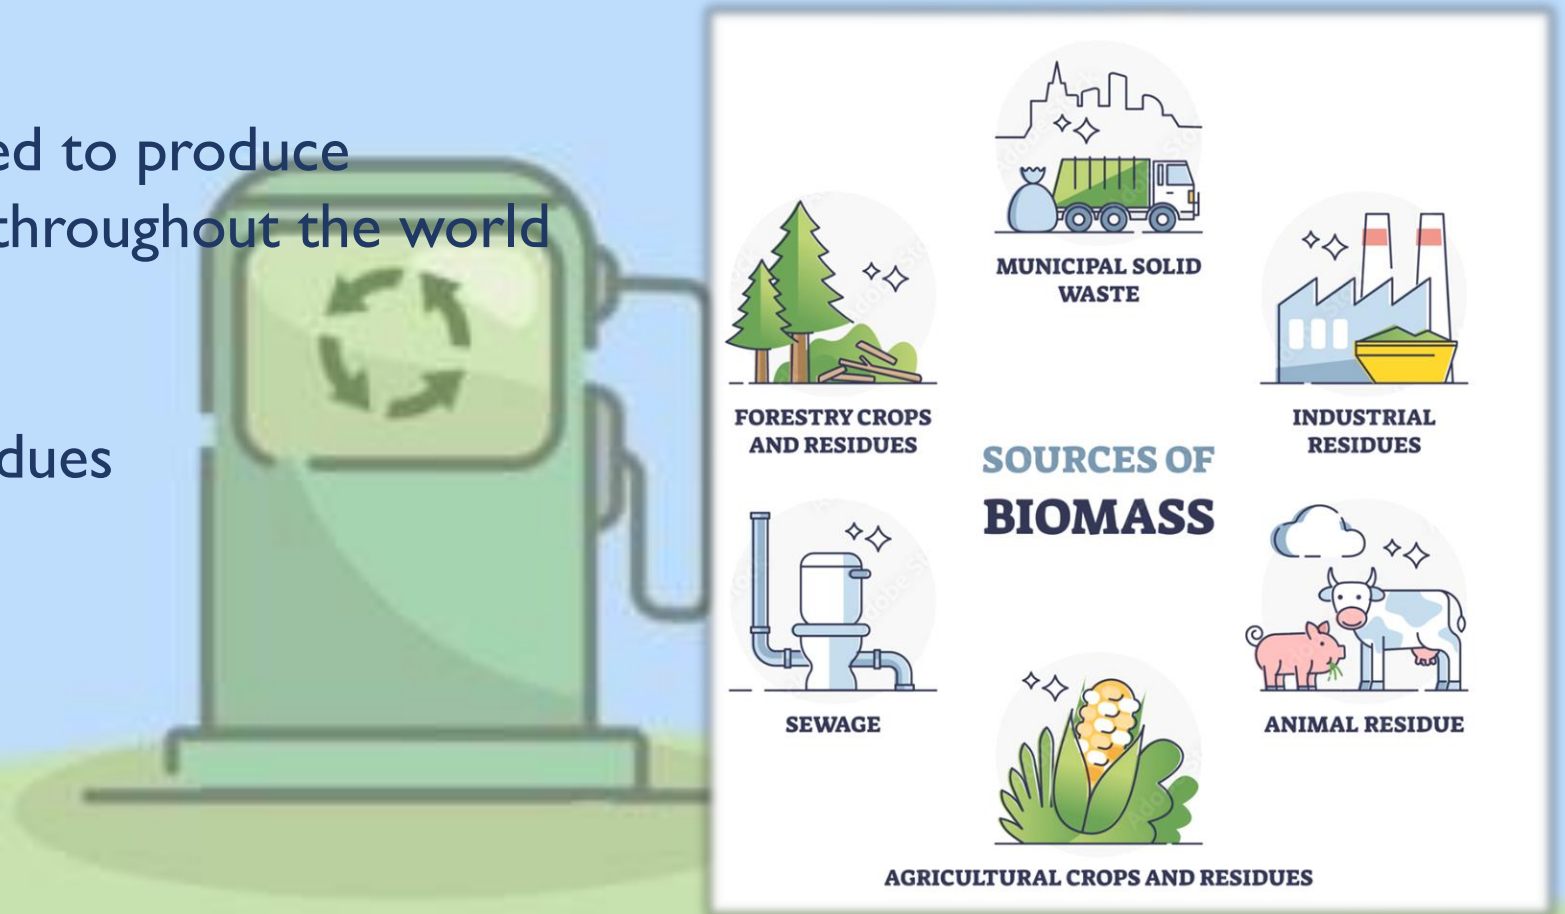 ed to produce
throughout the world
dues
MUNICIPAL SOLID
WASTE
FORESTRY CROPS
AND RESIDUES
INDUSTRIAL
RESIDUES
SOURCES OF
BIOMASS
SEWAGE
ANIMAL RESIDUE
AGRICULTURAL CROPS AND RESIDUES